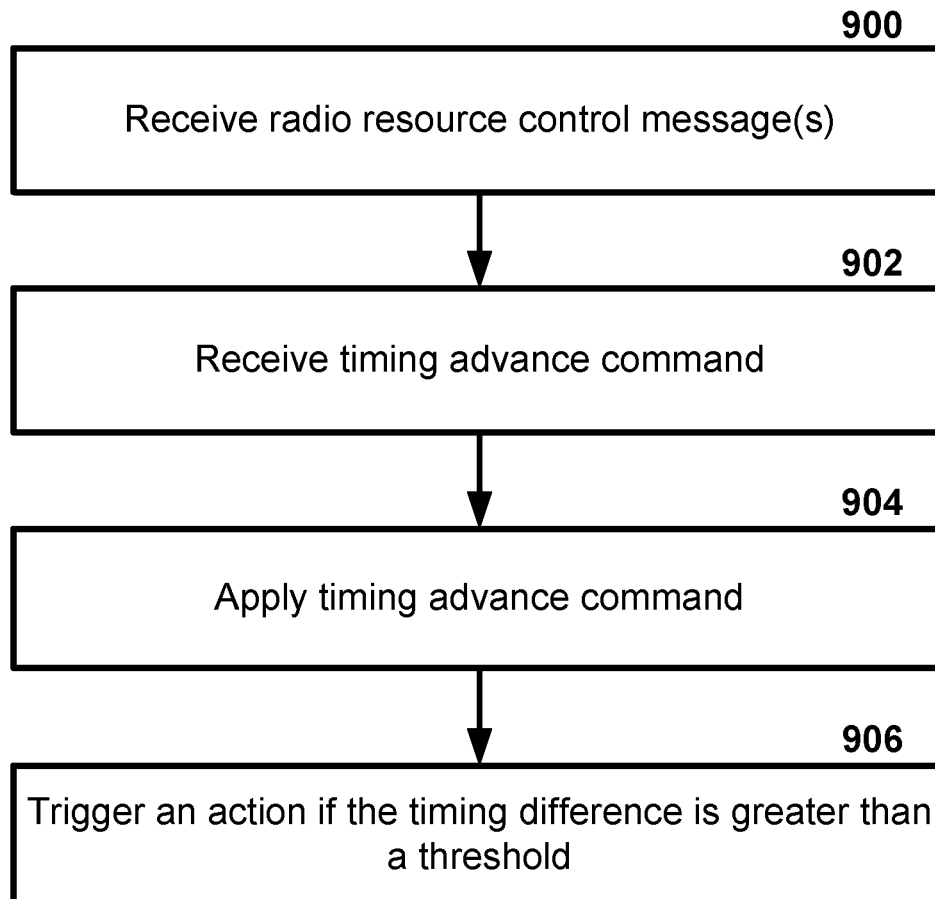 900
Receive radio resource control message(s)
902
Receive timing advance command
904
Apply timing advance command
906
Trigger an action if the timing difference is greater than
a threshold